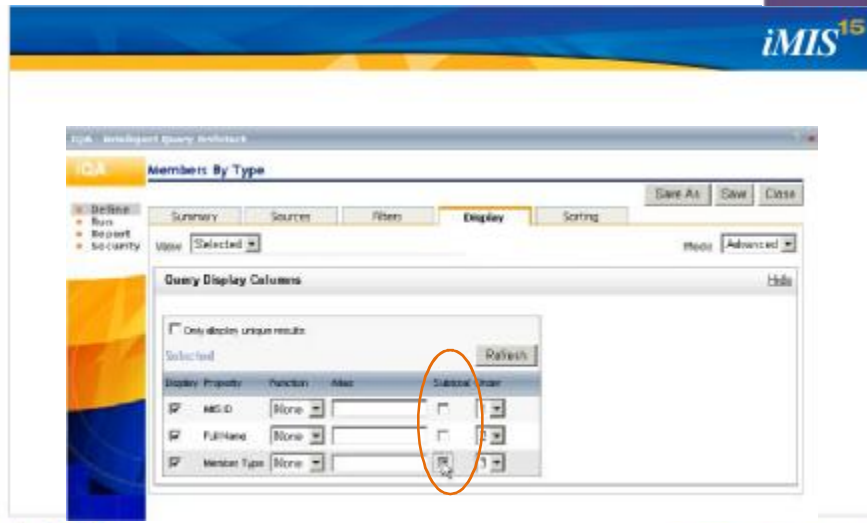 iMIS15
IQA - Intelligent Query Architect
IQA
Members By Type
Save As Save Close
Define
Run
Report
Security
Summary Sources Filters Display Sorting
View Selected
Mode Advanced
Query Display Columns Hide
Only display unique results
Selected Refresh
Display Property Function Alias Subtotal Order
iMIS ID None
Full Name None 2
Member Type None 3